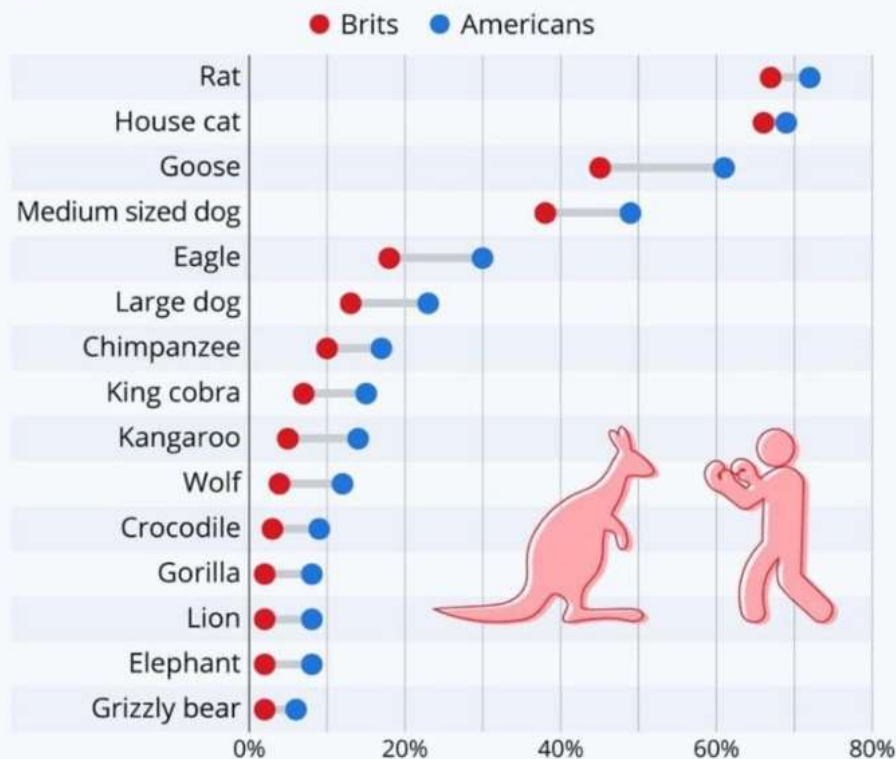 Brits Americans
Rat
House cat
Goose
Medium sized dog
Eagle
Large dog
Chimpanzee
King cobra
Kangaroo
Wolf
Crocodile
Gorilla
Lion
Elephant
Grizzly bear
0% 20% 40% 60% 80%